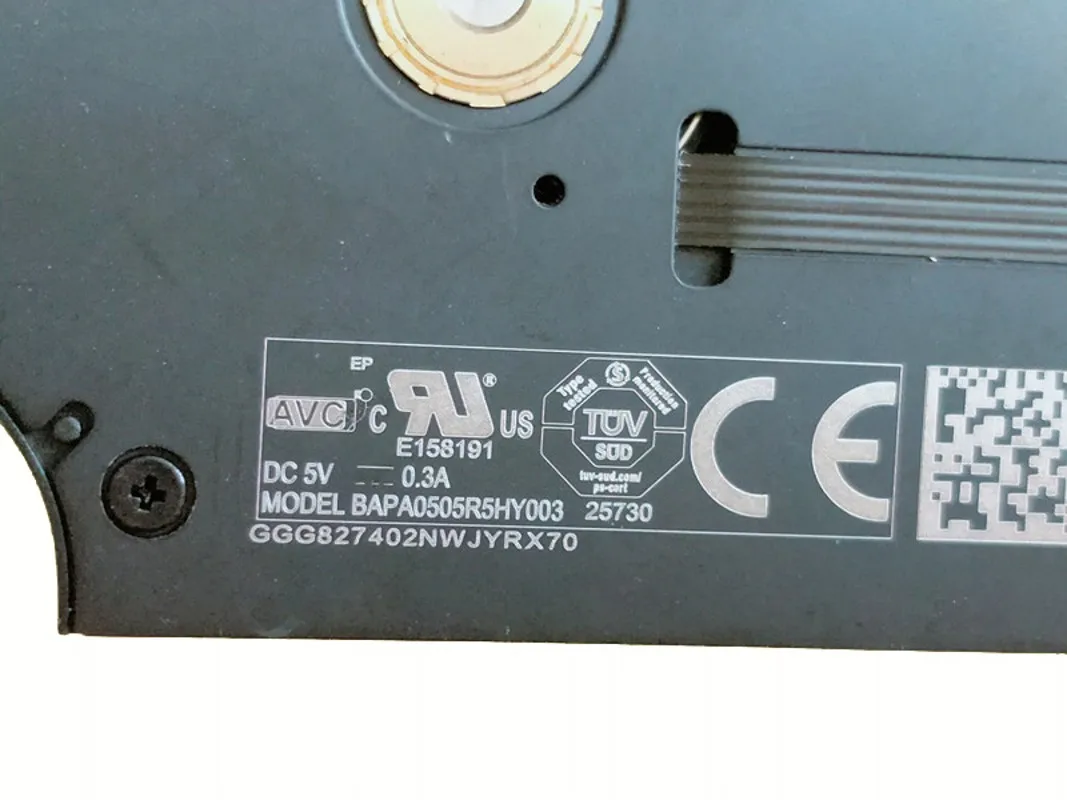 EP
AVC
C RU® US
E158191
Type tested
S
Production monitored
TÜV
SÜD
tuv-sud.com/
ps-cert
CE
DC 5V ⎓ 0.3A
MODEL BAPA0505R5HY003 25730
GGG827402NWJYRX70